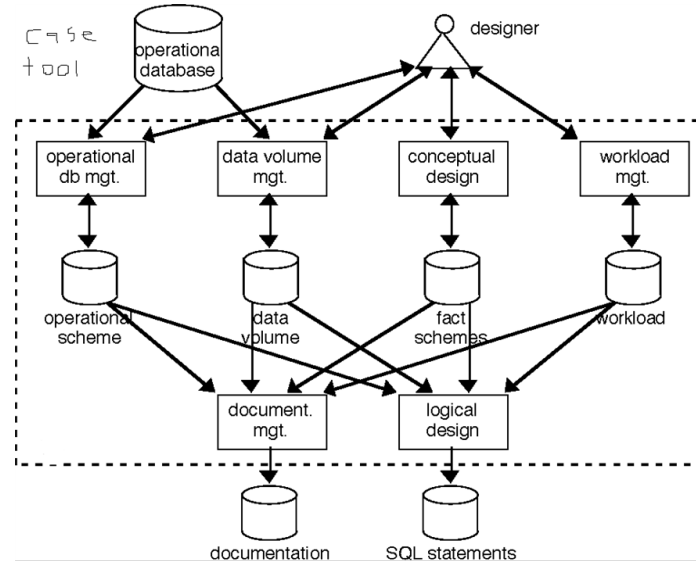 case
tool
operational
database
designer
operational
db mgt.
data volume
mgt.
conceptual
design
workload
mgt.
operational
scheme
data
volume
fact
schemes
workload
document.
mgt.
logical
design
documentation
SQL statements